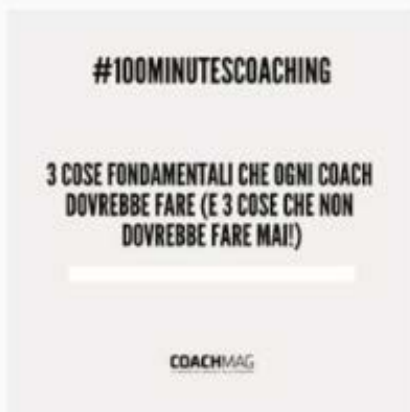 #100MINUTESCOACHING
3 COSE FONDAMENTALI CHE OGNI COACH
DOVREBBE FARE (E 3 COSE CHE NON
DOVREBBE FARE MAI!)
COACHMAG